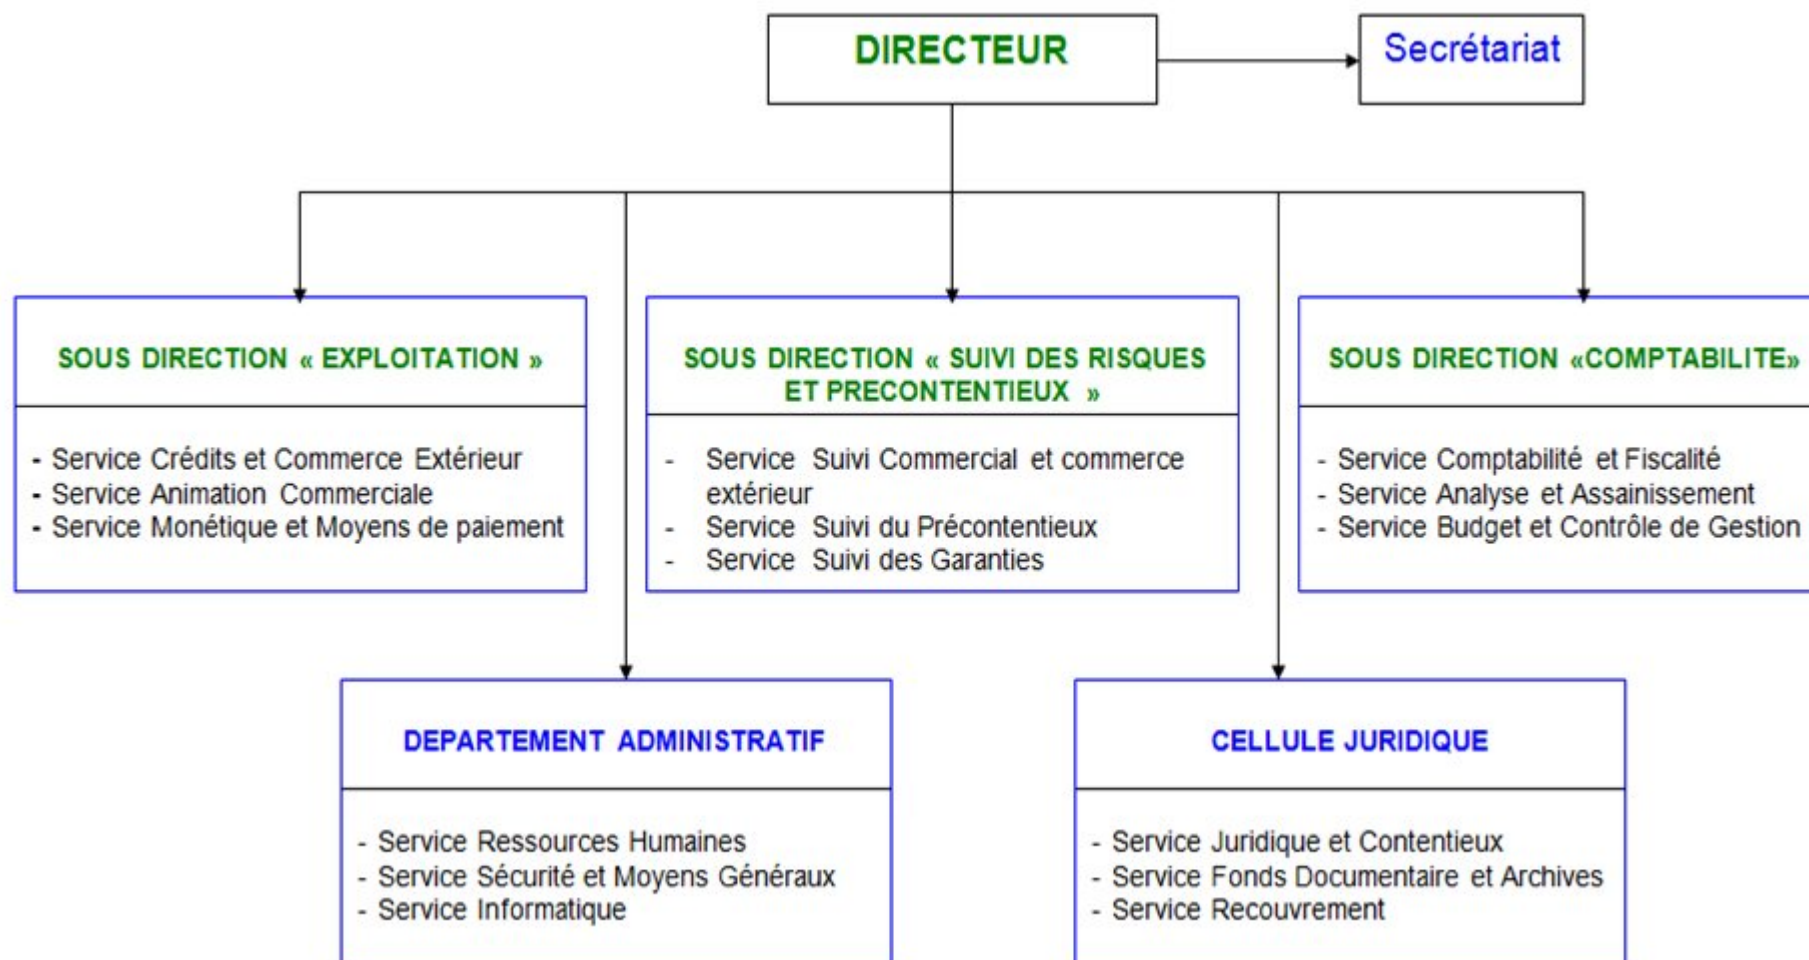 DIRECTEUR
Secrétariat
SOUS DIRECTION « EXPLOITATION »
- Service Crédits et Commerce Extérieur
- Service Animation Commerciale
- Service Monétique et Moyens de paiement
SOUS DIRECTION « SUIVI DES RISQUES
ET PRECONTENTIEUX »
- Service Suivi Commercial et commerce
extérieur
- Service Suivi du Précontentieux
- Service Suivi des Garanties
SOUS DIRECTION «COMPTABILITE»
- Service Comptabilité et Fiscalité
- Service Analyse et Assainissement
- Service Budget et Contrôle de Gestion
DEPARTEMENT ADMINISTRATIF
- Service Ressources Humaines
- Service Sécurité et Moyens Généraux
- Service Informatique
CELLULE JURIDIQUE
- Service Juridique et Contentieux
- Service Fonds Documentaire et Archives
- Service Recouvrement